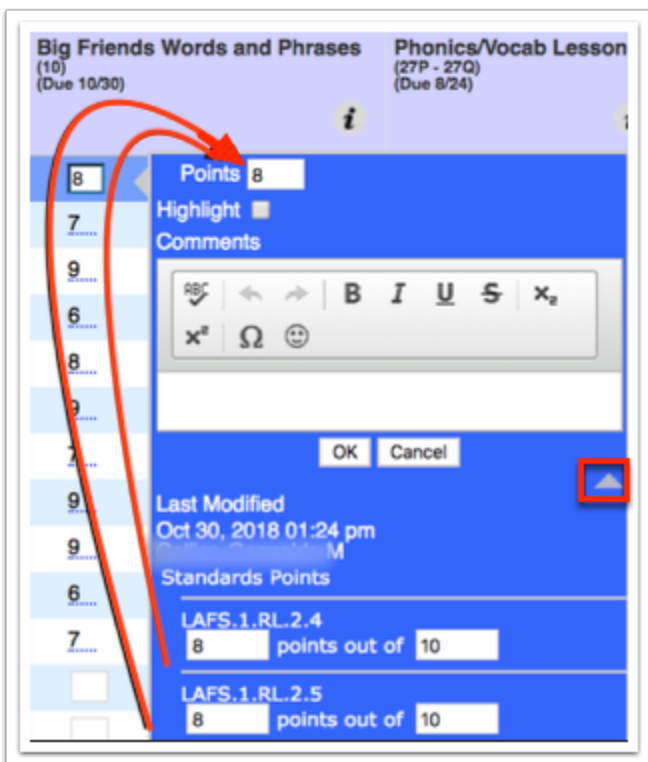 Big Friends Words and Phrases
(10)
(Due 10/30)
i
Phonics/Vocab Lesson
(27P - 27Q)
(Due 8/24)
8
7
9
6
8
9
7
9
9
6
7
Points 8
Highlight
Comments
ABC B I U S x₂
x² Ω
OK Cancel
Last Modified
Oct 30, 2018 01:24 pm
M
Standards Points
LAFS.1.RL.2.4
8 points out of 10
LAFS.1.RL.2.5
8 points out of 10